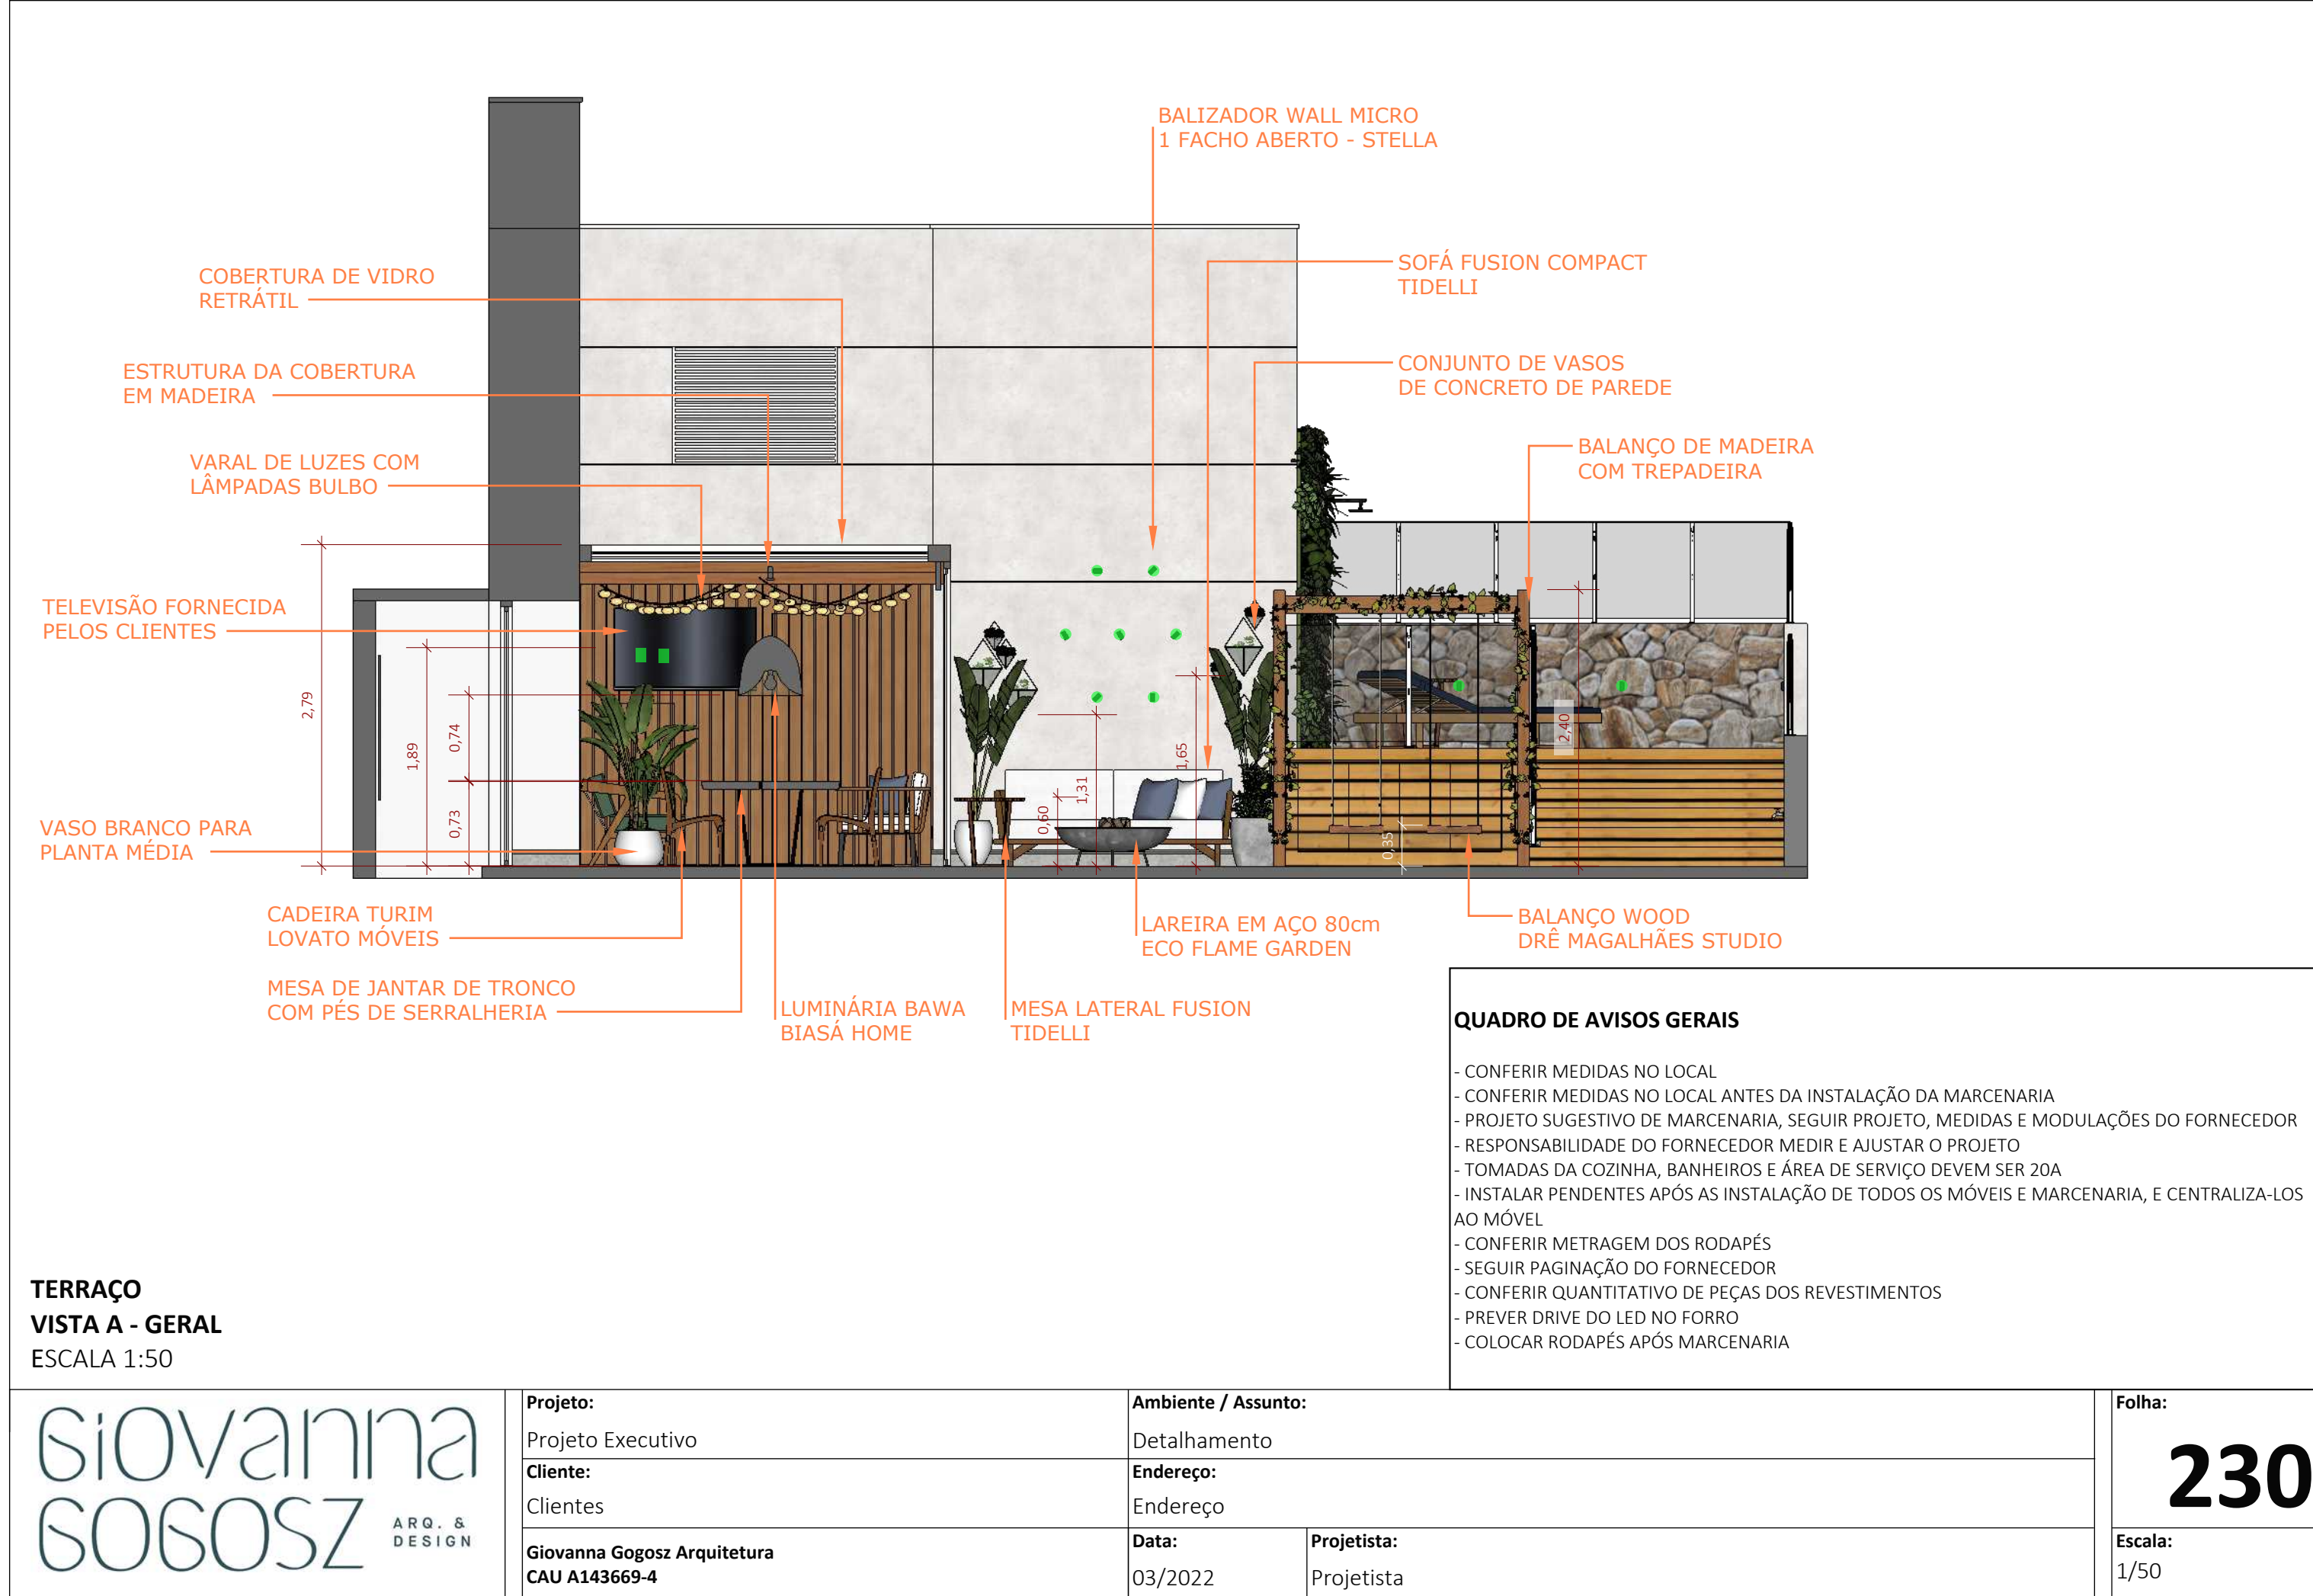 BALIZADOR WALL MICRO
1 FACHO ABERTO - STELLA
COBERTURA DE VIDRO
RETRÁTIL
SOFÁ FUSION COMPACT
TIDELLI
ESTRUTURA DA COBERTURA
EM MADEIRA
CONJUNTO DE VASOS
DE CONCRETO DE PAREDE
VARAL DE LUZES COM
LÂMPADAS BULBO
BALANÇO DE MADEIRA
COM TREPADEIRA
TELEVISÃO FORNECIDA
PELOS CLIENTES
2,79
1,89
0,74
0,73
0,60
1,31
1,65
0,35
2,40
VASO BRANCO PARA
PLANTA MÉDIA
CADEIRA TURIM
LOVATO MÓVEIS
MESA DE JANTAR DE TRONCO
COM PÉS DE SERRALHERIA
LUMINÁRIA BAWA
BIASÁ HOME
MESA LATERAL FUSION
TIDELLI
LAREIRA EM AÇO 80cm
ECO FLAME GARDEN
BALANÇO WOOD
DRÊ MAGALHÃES STUDIO
QUADRO DE AVISOS GERAIS
- CONFERIR MEDIDAS NO LOCAL
- CONFERIR MEDIDAS NO LOCAL ANTES DA INSTALAÇÃO DA MARCENARIA
- PROJETO SUGESTIVO DE MARCENARIA, SEGUIR PROJETO, MEDIDAS E MODULAÇÕES DO FORNECEDOR
- RESPONSABILIDADE DO FORNECEDOR MEDIR E AJUSTAR O PROJETO
- TOMADAS DA COZINHA, BANHEIROS E ÁREA DE SERVIÇO DEVEM SER 20A
- INSTALAR PENDENTES APÓS AS INSTALAÇÃO DE TODOS OS MÓVEIS E MARCENARIA, E CENTRALIZA-LOS
AO MÓVEL
- CONFERIR METRAGEM DOS RODAPÉS
- SEGUIR PAGINAÇÃO DO FORNECEDOR
- CONFERIR QUANTITATIVO DE PEÇAS DOS REVESTIMENTOS
- PREVER DRIVE DO LED NO FORRO
- COLOCAR RODAPÉS APÓS MARCENARIA
TERRAÇO
VISTA A - GERAL
ESCALA 1:50
GIOVANNA
GOGOSZ
ARQ. &
DESIGN
Projeto:
Projeto Executivo
Cliente:
Clientes
Giovanna Gogosz Arquitetura
CAU A143669-4
Ambiente / Assunto:
Detalhamento
Endereço:
Endereço
Data:
03/2022
Projetista:
Projetista
Folha:
230
Escala:
1/50